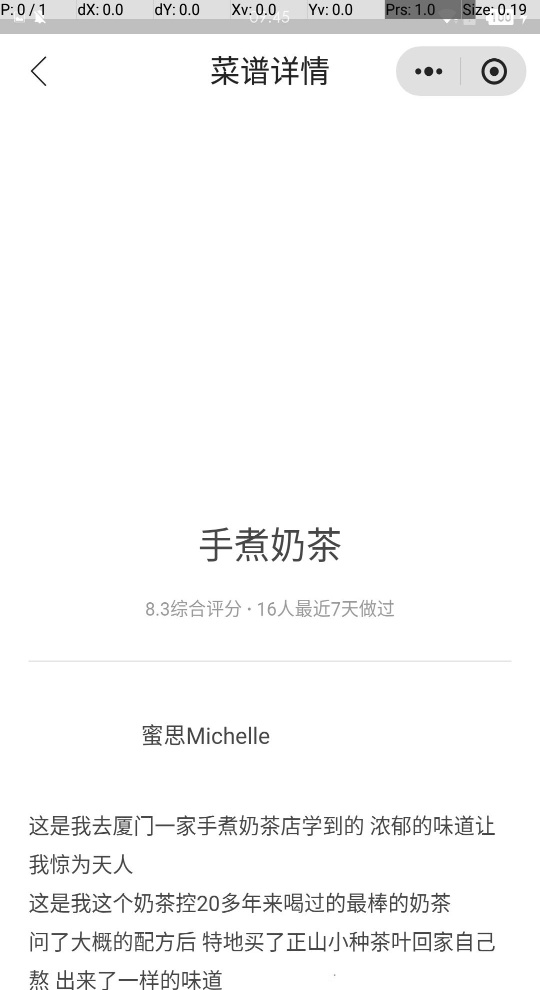 P: 0 / 1 dX: 0.0 dY: 0.0 Xv: 0.0 Yv: 0.0 Prs: 1.0 Size: 0.19
09:45 100
菜谱详情
手煮奶茶
8.3综合评分 · 16人最近7天做过
蜜思Michelle
这是我去厦门一家手煮奶茶店学到的 浓郁的味道让
我惊为天人
这是我这个奶茶控20多年来喝过的最棒的奶茶
问了大概的配方后 特地买了正山小种茶叶回家自己
熬 出来了一样的味道